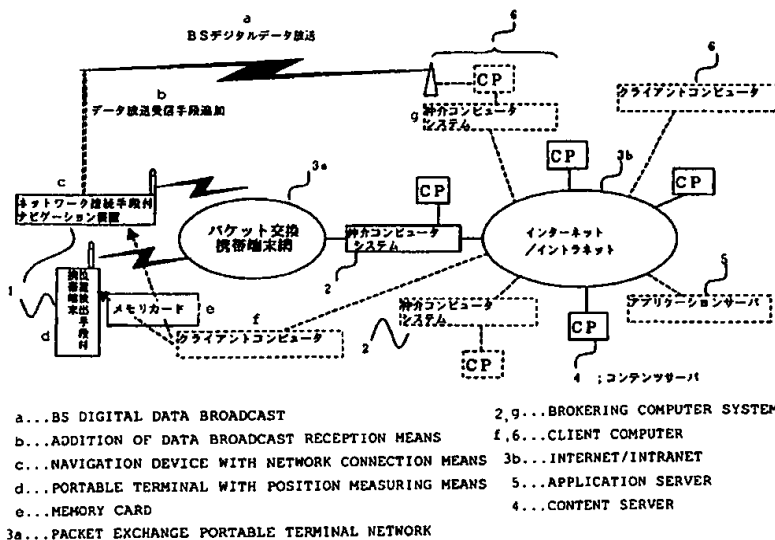 a
BSデジタルデータ放送
6
b
データ放送受信手段追加
CP
6
クライアントコンピュータ
g
仲介コンピュータ
システム
3a
CP
3b
CP
c
ネットワーク接続手段付
ナビゲーション装置
CP
パケット交換
携帯端末網
仲介コンピュータ
システム
インターネット
/イントラネット
1
2
5
位置検出手段付
携帯端末
メモリカード
e
f
仲介コンピュータ
システム
アプリケーションサーバ
d
クライアントコンピュータ
2
CP
CP
4 ;コンテンツサーバ
a...BS DIGITAL DATA BROADCAST
b...ADDITION OF DATA BROADCAST RECEPTION MEANS
c...NAVIGATION DEVICE WITH NETWORK CONNECTION MEANS
d...PORTABLE TERMINAL WITH POSITION MEASURING MEANS
e...MEMORY CARD
3a...PACKET EXCHANGE PORTABLE TERMINAL NETWORK
2,g...BROKERING COMPUTER SYSTEM
f,6...CLIENT COMPUTER
3b...INTERNET/INTRANET
5...APPLICATION SERVER
4...CONTENT SERVER